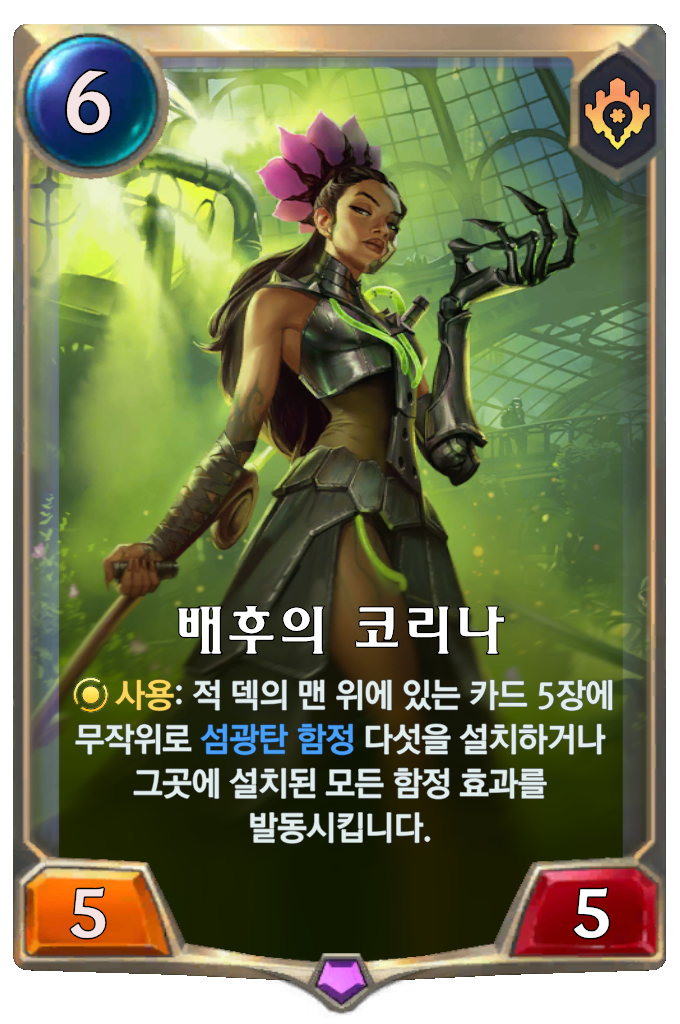 6
배후의 코리나
사용: 적 덱의 맨 위에 있는 카드 5장에
무작위로 섬광탄 함정 다섯을 설치하거나
그곳에 설치된 모든 함정 효과를
발동시킵니다.
5
5